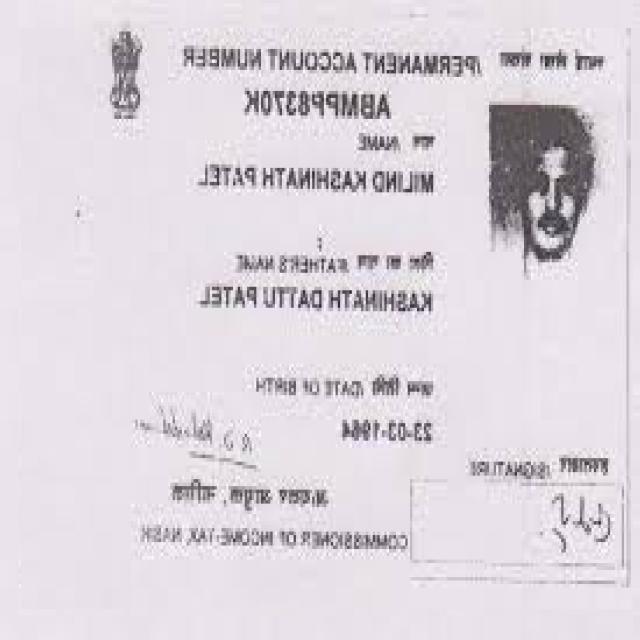 स्थाई लेखा संख्या /PERMANENT ACCOUNT NUMBER
ABMPP8370K
नाम /NAME
MILIND KASHINATH PATEL
पिता का नाम /FATHER'S NAME
KASHINATH DATTU PATEL
जन्म तिथि /DATE OF BIRTH
23-03-1964
हस्ताक्षर /SIGNATURE
आयकर आयुक्त, नासिक
COMMISSIONER OF INCOME-TAX, NASIK